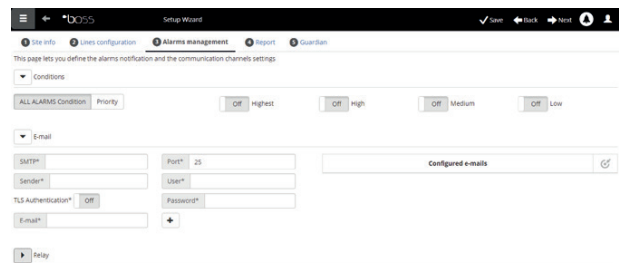 boss Setup Wizard Save Back Next
1 Site info 2 Lines configuration 3 Alarms management 4 Report 5 Guardian
This page lets you define the alarms notification and the communication channels settings
Conditions
ALL ALARMS Condition Priority Off Highest Off High Off Medium Off Low
E-mail
SMTP* Port* 25 Configured e-mails
Sender* User*
TLS Authentication* Off Password*
E-mail*
Relay